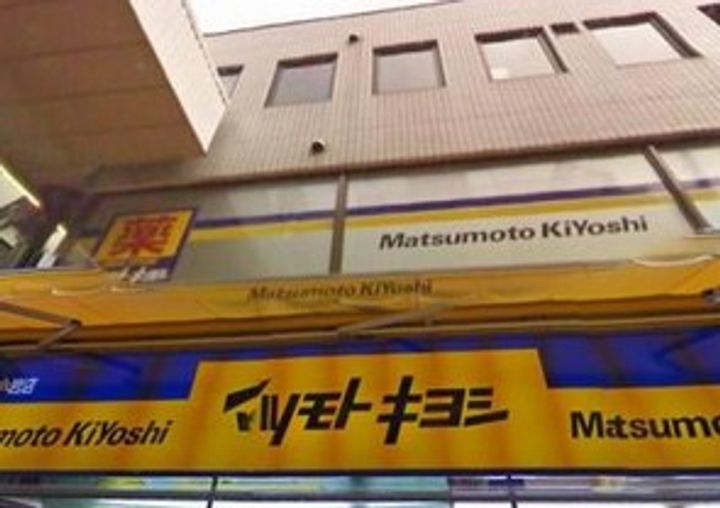 薬
Matsumoto KiYoshi
Matsumoto KiYoshi
マツモトキヨシ
moto KiYoshi
Matsumo